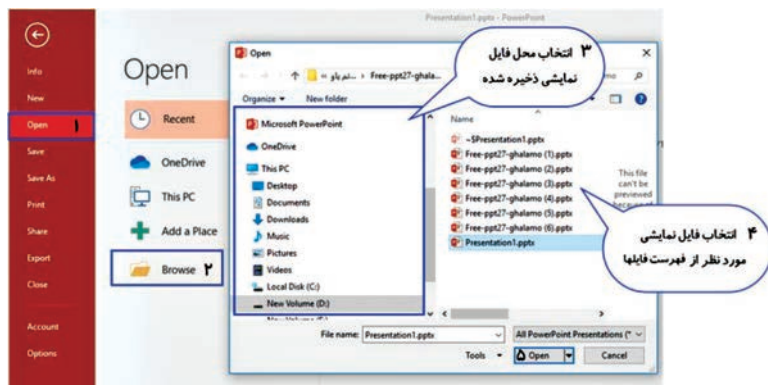 Presentation1.pptx - PowerPoint
Info
New
Open ۱
Save
Save As
Print
Share
Export
Close
Account
Options
Open
Recent
OneDrive
This PC
Add a Place
Browse ۲
Open
Free-ppt27-ghala...
Organize
New folder
Microsoft PowerPoint
OneDrive
This PC
Desktop
Documents
Downloads
Music
Pictures
Videos
Local Disk (C:)
New Volume (D:)
Name
~$Presentation1.pptx
Free-ppt27-ghalamo (1).pptx
Free-ppt27-ghalamo (2).pptx
Free-ppt27-ghalamo (3).pptx
Free-ppt27-ghalamo (4).pptx
Free-ppt27-ghalamo (5).pptx
Free-ppt27-ghalamo (6).pptx
Presentation1.pptx
This file
can't be
previewed
because of
۳ انتخاب محل فایل
نمایشی ذخیره شده
۴ انتخاب فایل نمایشی
مورد نظر از فهرست فایلها
File name: Presentation1.pptx
All PowerPoint Presentations (*
Tools
۵ Open
Cancel